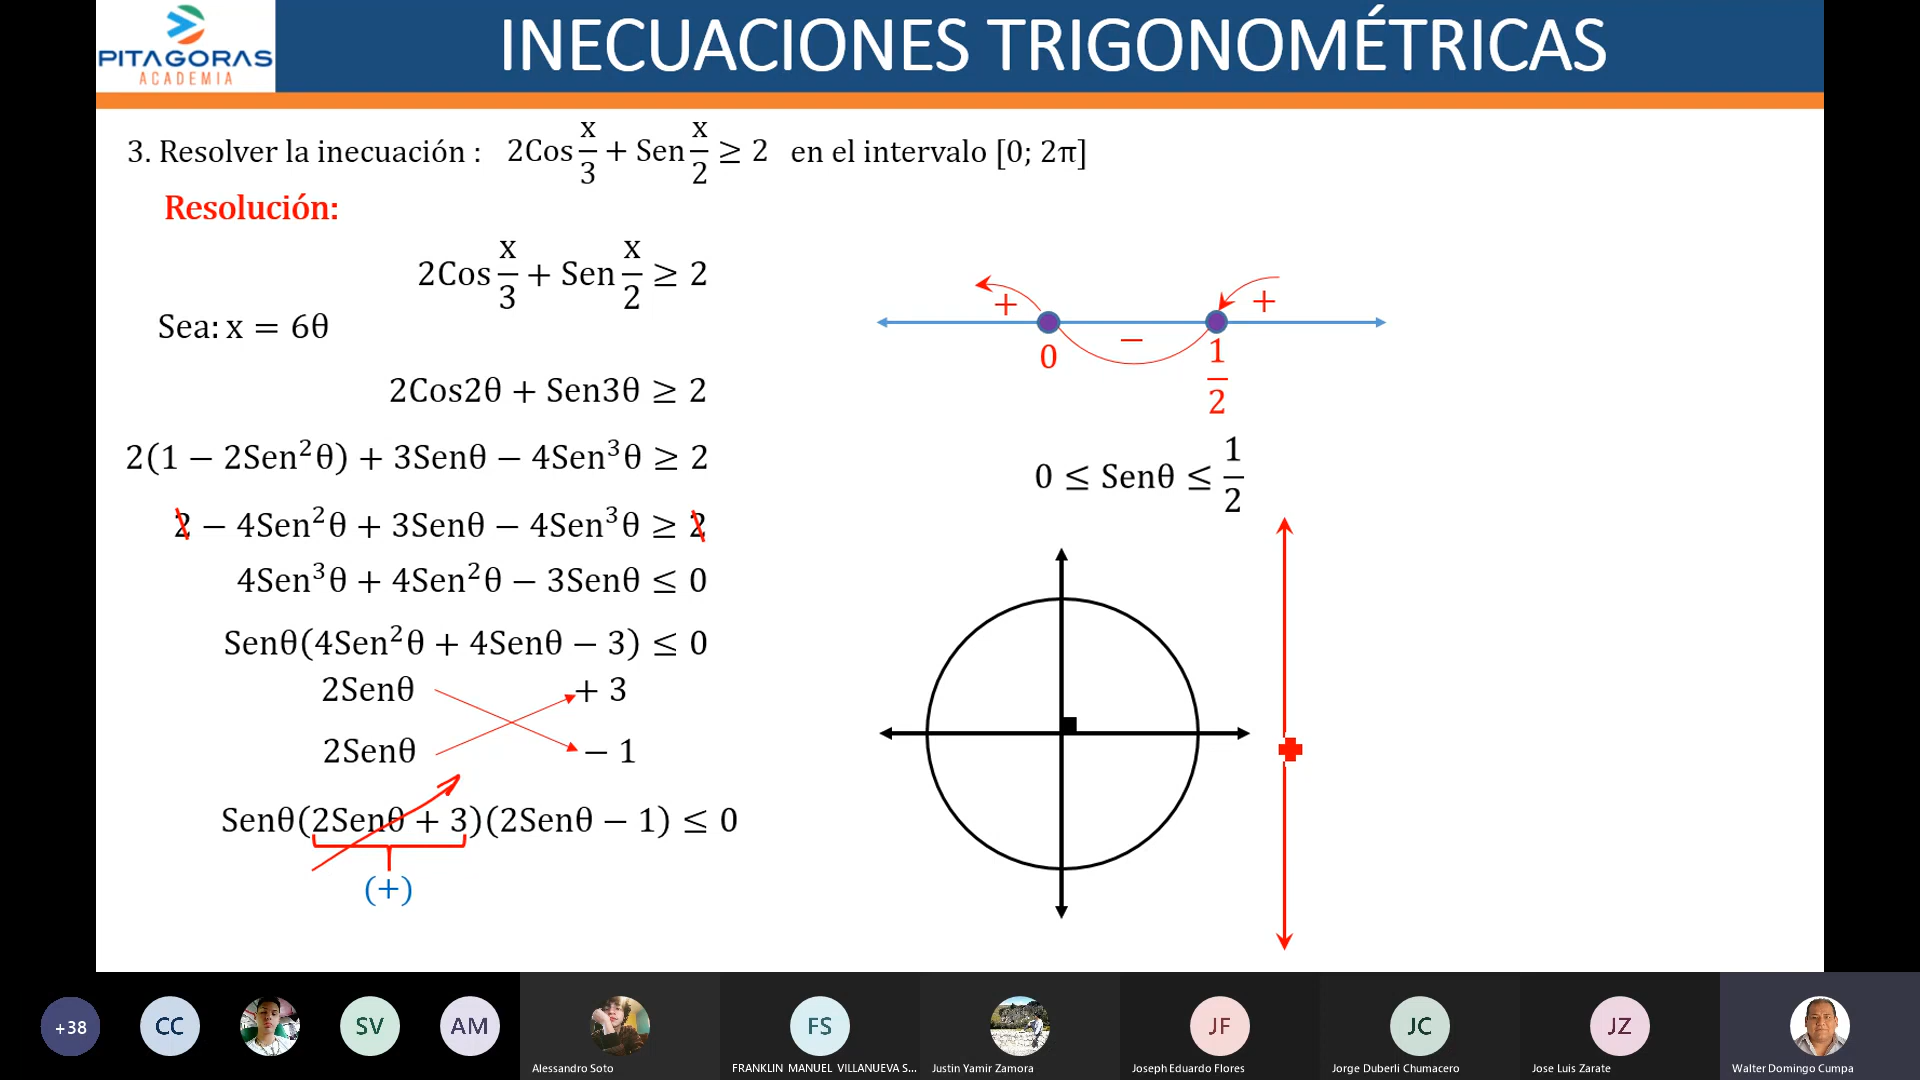 PITAGORAS
ACADEMIA
INECUACIONES TRIGONOMÉTRICAS
3. Resolver la inecuación : 2Cos x/3 + Sen x/2 ≥ 2 en el intervalo [0; 2π]
Resolución:
2Cos x/3 + Sen x/2 ≥ 2
Sea: x = 6θ
2Cos2θ + Sen3θ ≥ 2
2(1 − 2Sen²θ) + 3Senθ − 4Sen³θ ≥ 2
2 − 4Sen²θ + 3Senθ − 4Sen³θ ≥ 2
4Sen³θ + 4Sen²θ − 3Senθ ≤ 0
Senθ(4Sen²θ + 4Senθ − 3) ≤ 0
2Senθ + 3
2Senθ − 1
Senθ(2Senθ + 3)(2Senθ − 1) ≤ 0
(+)
+ − +
0 1/2
0 ≤ Senθ ≤ 1/2
+38
CC
SV
AM
Alessandro Soto
FS
FRANKLIN MANUEL VILLANUEVA S...
Justin Yamir Zamora
JF
Joseph Eduardo Flores
JC
Jorge Duberli Chumacero
JZ
Jose Luis Zarate
Walter Domingo Cumpa